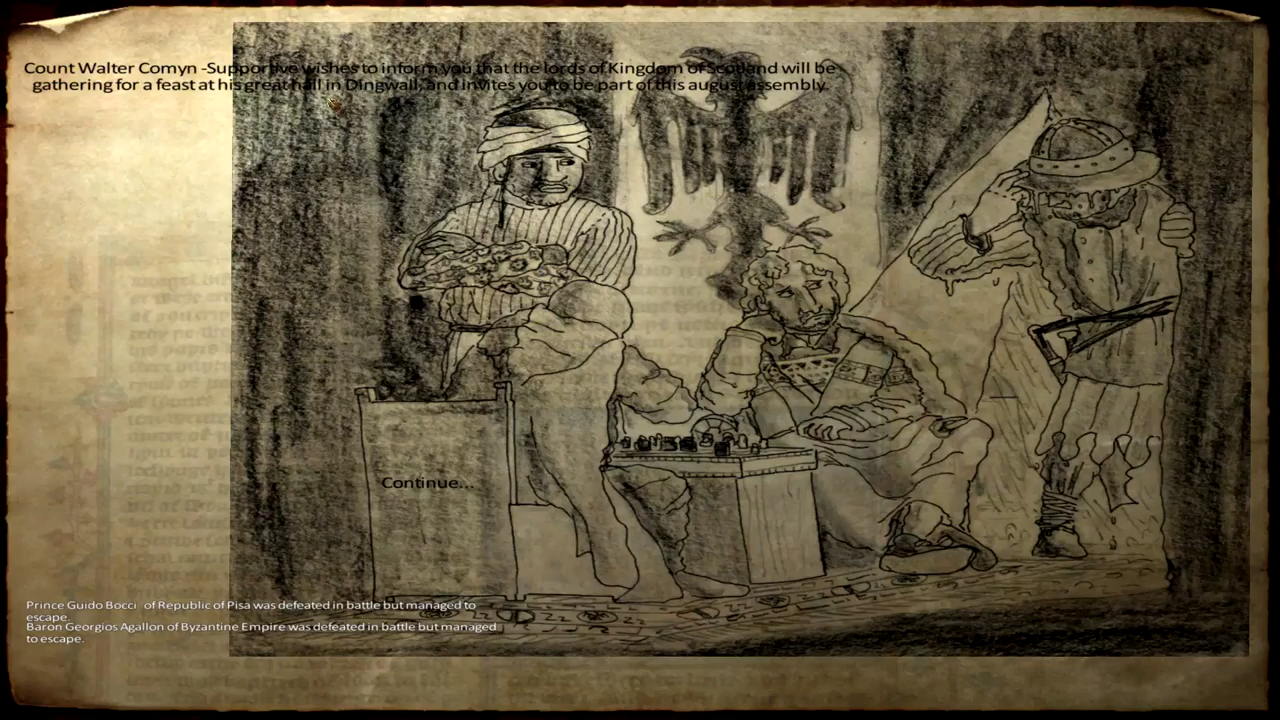 Count Walter Comyn -Supportive wishes to inform you that the lords of Kingdom of Scotland will be
gathering for a feast at his great hall in Dingwall, and invites you to be part of this august assembly.
Continue...
Prince Guido Bocci of Republic of Pisa was defeated in battle but managed to
escape.
Baron Georgios Agallon of Byzantine Empire was defeated in battle but managed
to escape.